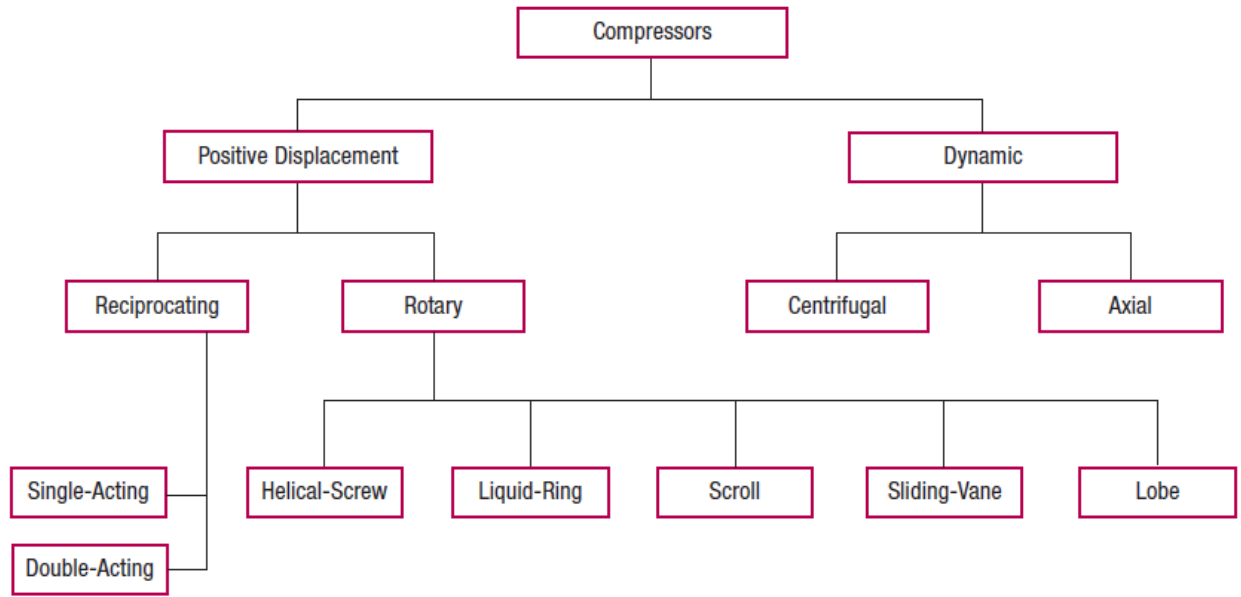 Compressors
Positive Displacement
Dynamic
Reciprocating
Rotary
Centrifugal
Axial
Single-Acting
Helical-Screw
Liquid-Ring
Scroll
Sliding-Vane
Lobe
Double-Acting